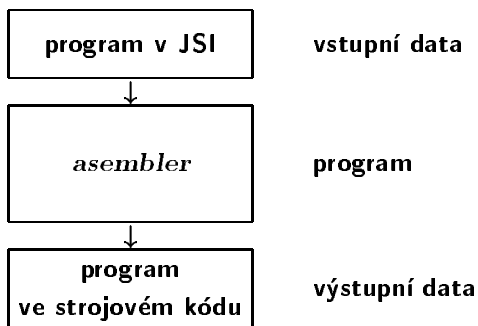 program v JSI vstupní data
asembler program
program
ve strojovém kódu výstupní data